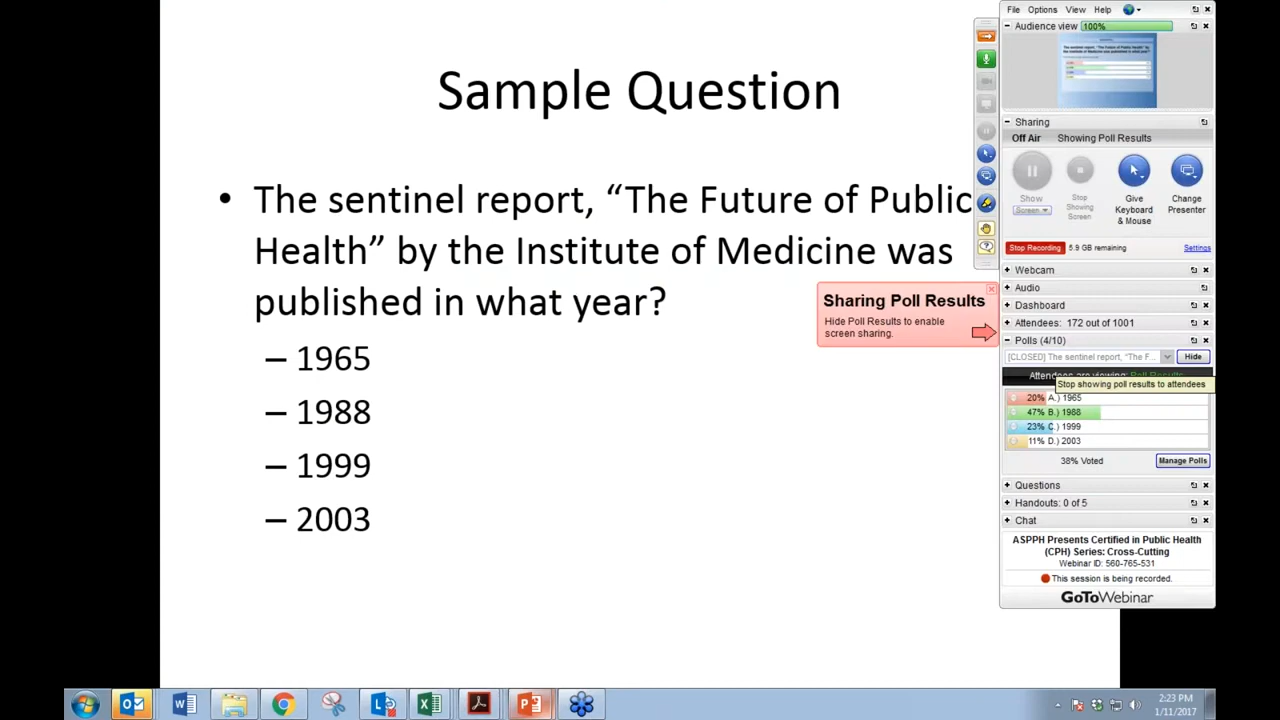 Sample Question
• The sentinel report, “The Future of Public
Health” by the Institute of Medicine was
published in what year?
– 1965
– 1988
– 1999
– 2003
File Options View Help
Audience view 100%
Sharing
Off Air Showing Poll Results
Show
Screen
Stop
Showing
Screen
Give
Keyboard
& Mouse
Change
Presenter
Stop Recording 5.9 GB remaining Settings
Webcam
Audio
Dashboard
Attendees: 172 out of 1001
Polls (4/10)
[CLOSED] The sentinel report, "The F... Hide
Attendees are viewing: Poll Results
Stop showing poll results to attendees
20% A.) 1965
47% B.) 1988
23% C.) 1999
11% D.) 2003
38% Voted Manage Polls
Questions
Handouts: 0 of 5
Chat
ASPPH Presents Certified in Public Health
(CPH) Series: Cross-Cutting
Webinar ID: 560-765-531
This session is being recorded.
GoToWebinar
Sharing Poll Results
Hide Poll Results to enable
screen sharing.
2:23 PM
1/11/2017